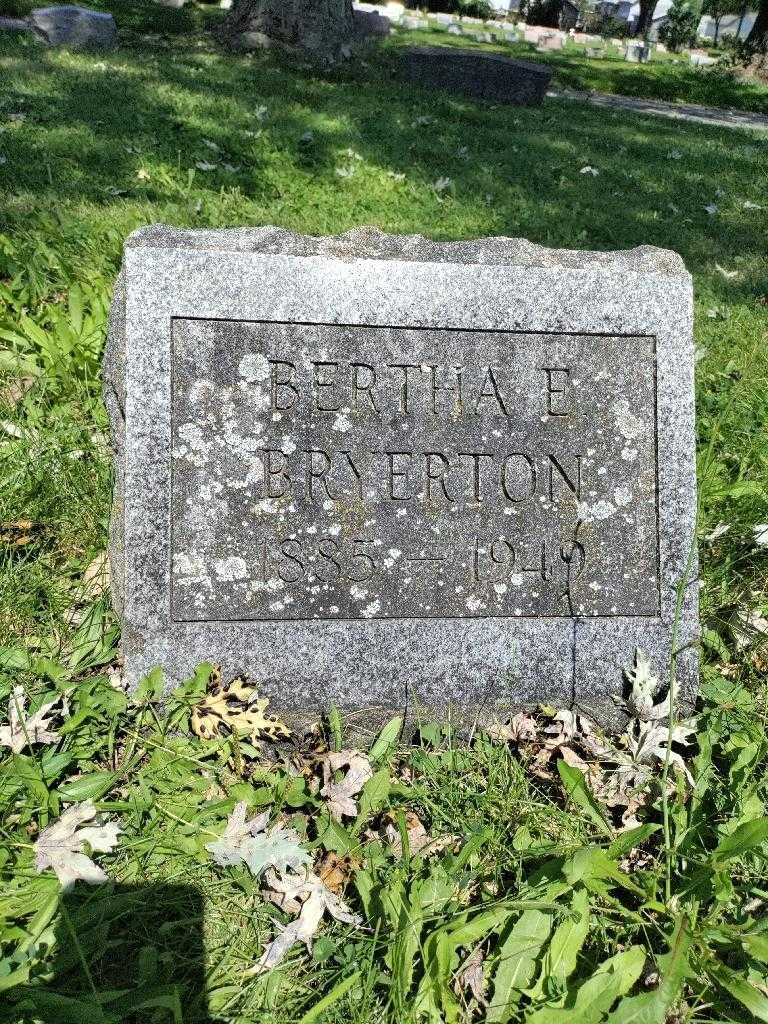 BERTHA E.
BRYERTON
1885 — 1949